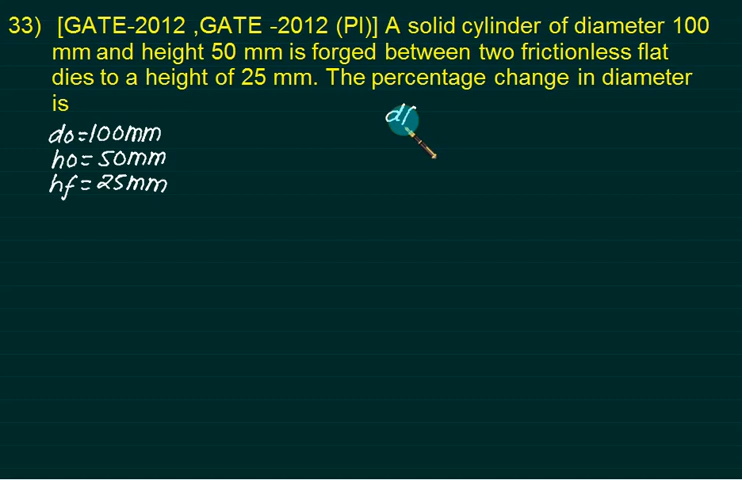 33) [GATE-2012 ,GATE -2012 (PI)] A solid cylinder of diameter 100
mm and height 50 mm is forged between two frictionless flat
dies to a height of 25 mm. The percentage change in diameter
is
do=100mm
ho=50mm
hf=25mm